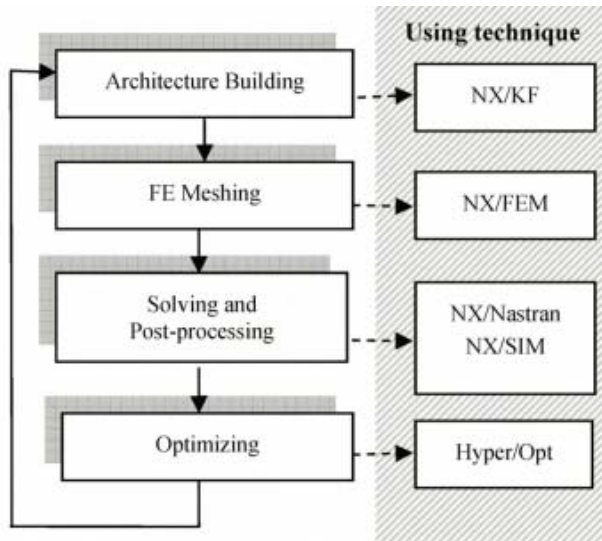 Using technique
Architecture Building
NX/KF
FE Meshing
NX/FEM
Solving and
Post-processing
NX/Nastran
NX/SIM
Optimizing
Hyper/Opt